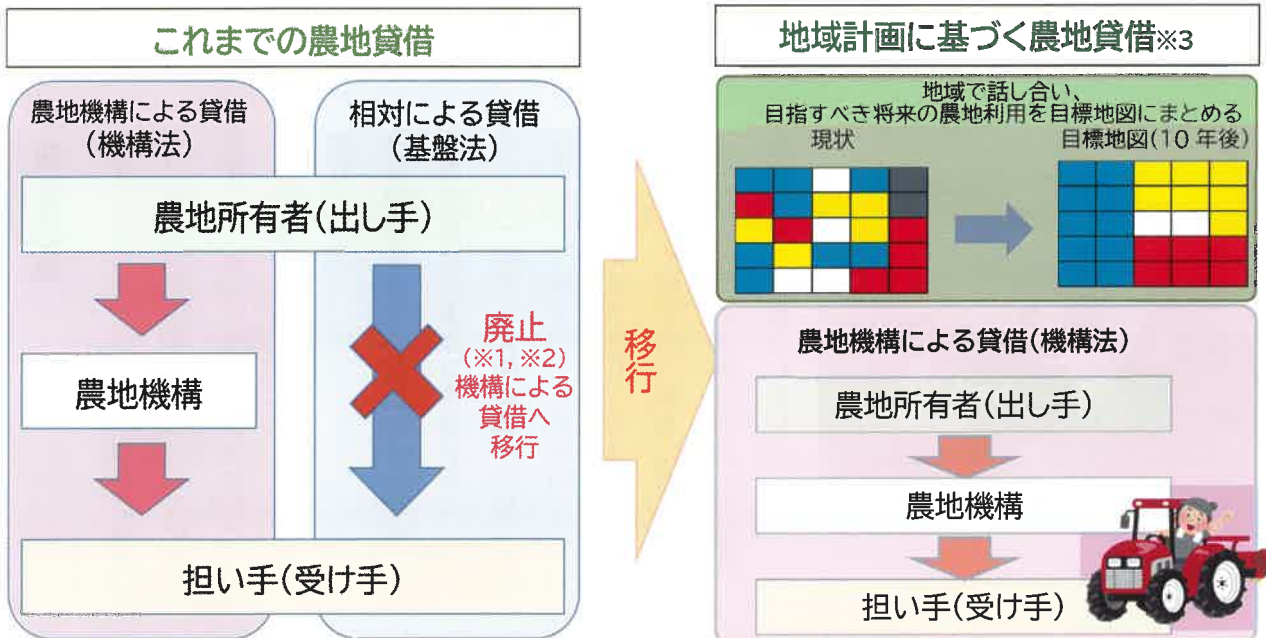 これまでの農地貸借
農地機構による貸借
(機構法)
相対による貸借
(基盤法)
農地所有者(出し手)
農地機構
担い手(受け手)
廃止
(※1,※2)
機構による
貸借へ
移行
移行
地域計画に基づく農地貸借※3
地域で話し合い、
目指すべき将来の農地利用を目標地図にまとめる
現状
目標地図(10年後)
農地機構による貸借(機構法)
農地所有者(出し手)
農地機構
担い手(受け手)